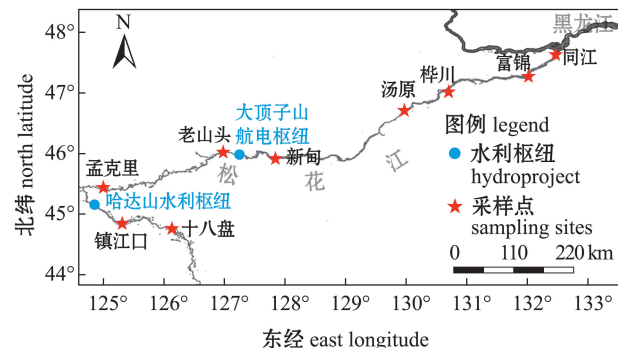 N
黑龙江
48°
47°
46°
45°
44°
北纬 north latitude
同江
富锦
桦川
汤原
大顶子山
航电枢纽
老山头
新甸
松
花
江
孟克里
哈达山水利枢纽
镇江口
十八盘
图例 legend
水利枢纽
hydroproject
采样点
sampling sites
0 110 220 km
125° 126° 127° 128° 129° 130° 131° 132° 133°
东经 east longitude